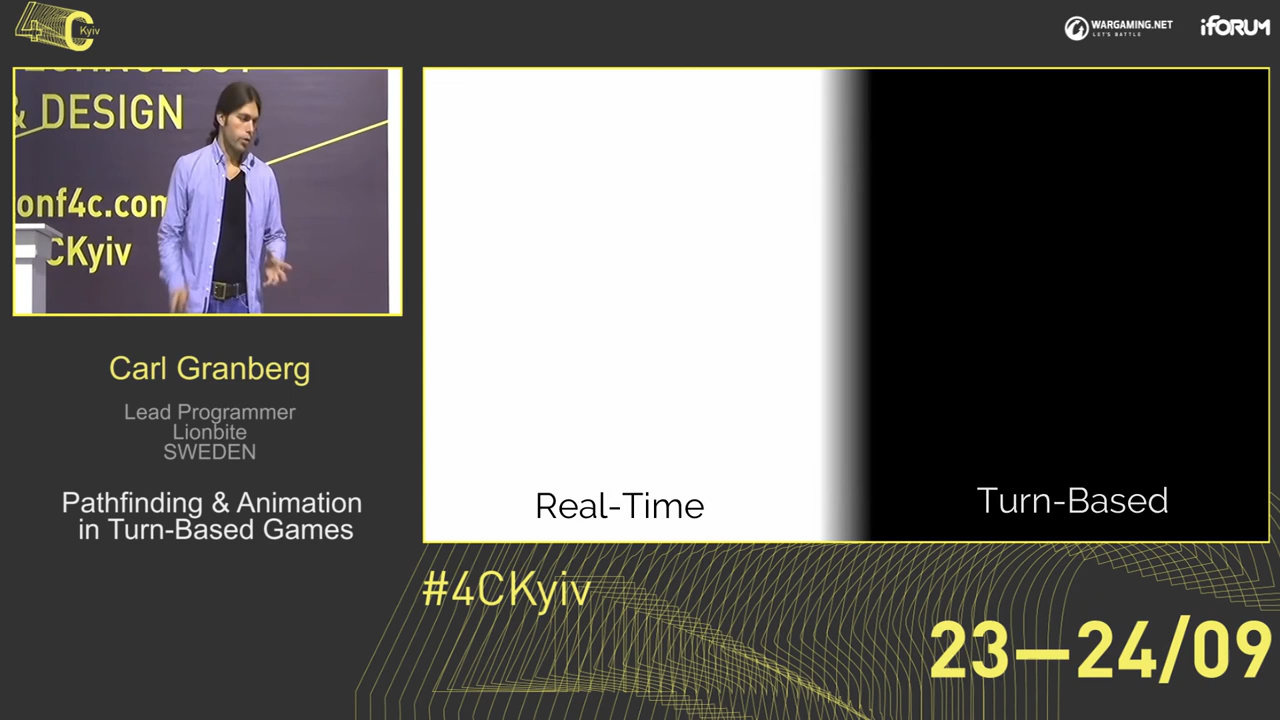 4C Kyiv
WARGAMING.NET
LET'S BATTLE
iFORUM
& DESIGN
onf4c.com
CKyiv
Carl Granberg
Lead Programmer
Lionbite
SWEDEN
Pathfinding & Animation
in Turn-Based Games
Real-Time
Turn-Based
#4CKyiv
23—24/09